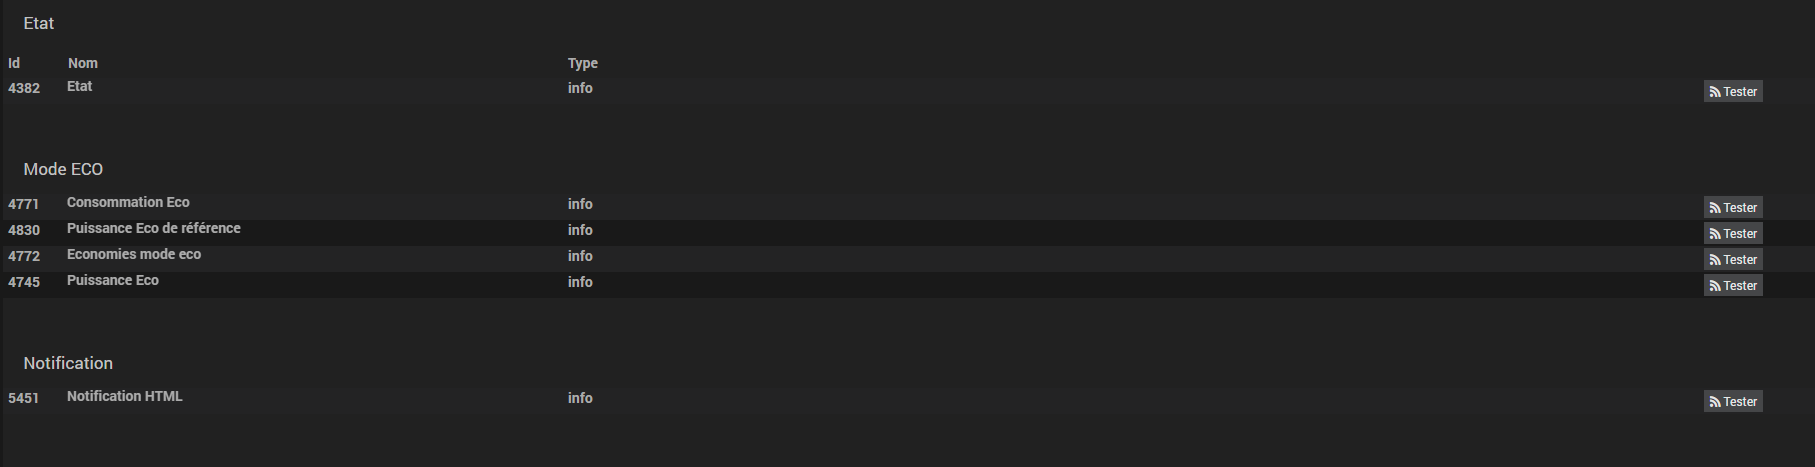 Etat
Id Nom Type
4382 Etat info Tester
Mode ECO
4771 Consommation Eco info Tester
4830 Puissance Eco de référence info Tester
4772 Economies mode eco info Tester
4745 Puissance Eco info Tester
Notification
5451 Notification HTML info Tester